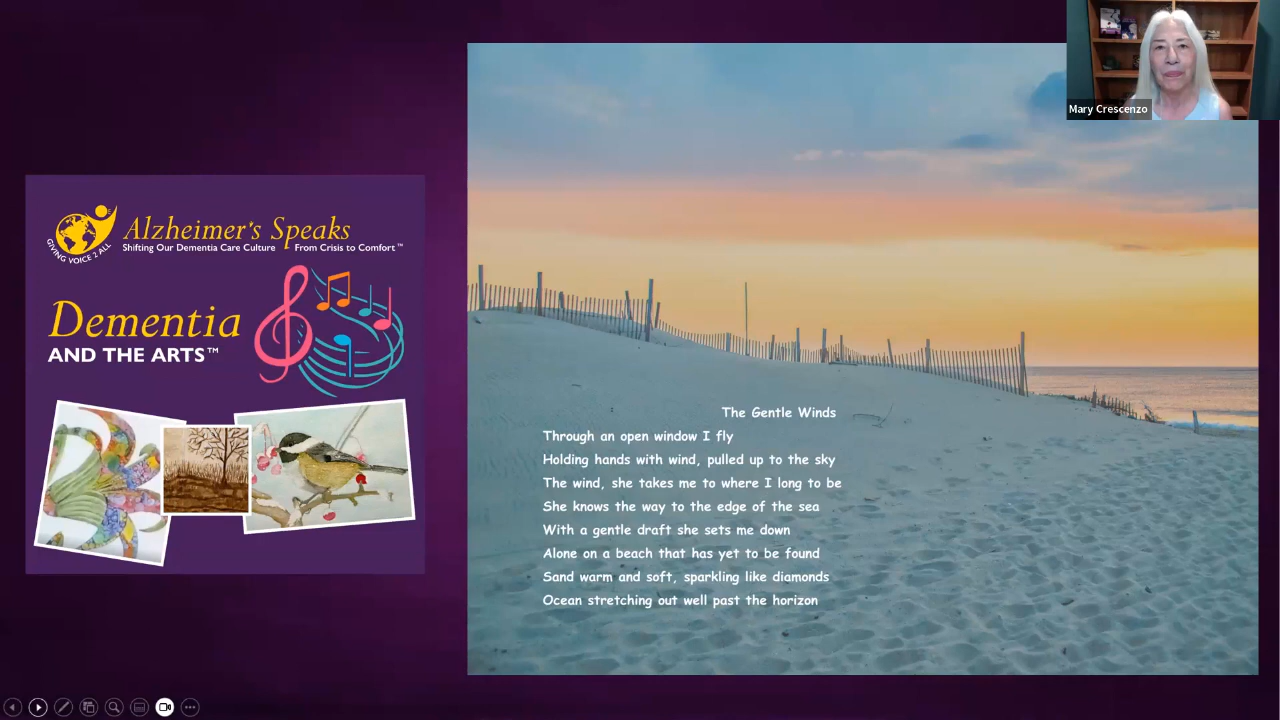 Mary Crescenzo
GIVING VOICE 2 ALL
Alzheimer's Speaks
Shifting Our Dementia Care Culture From Crisis to Comfort™
Dementia
AND THE ARTS™
The Gentle Winds
Through an open window I fly
Holding hands with wind, pulled up to the sky
The wind, she takes me to where I long to be
She knows the way to the edge of the sea
With a gentle draft she sets me down
Alone on a beach that has yet to be found
Sand warm and soft, sparkling like diamonds
Ocean stretching out well past the horizon